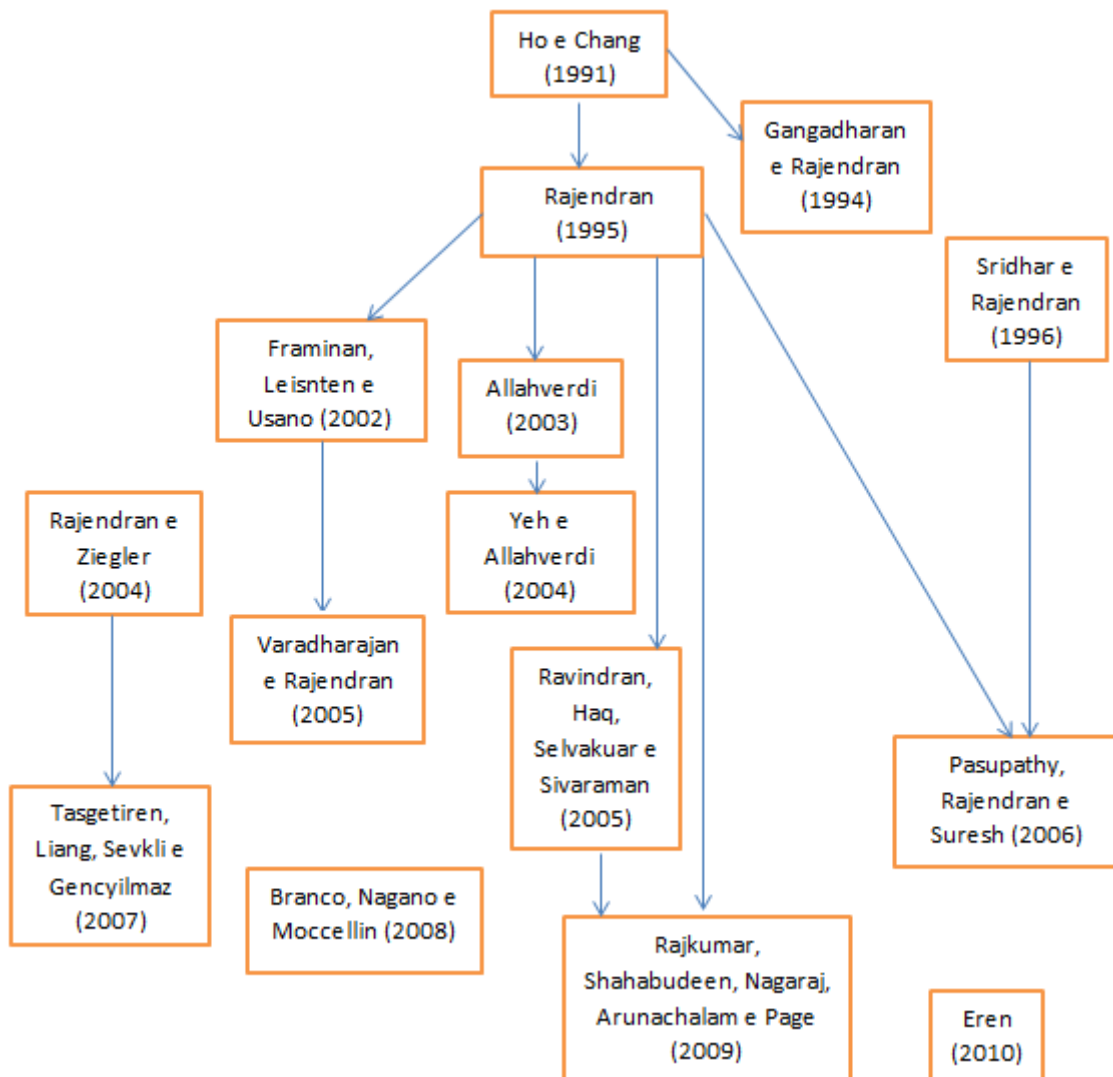 Ho e Chang
(1991)
Gangadharan
e Rajendran
(1994)
Rajendran
(1995)
Sridhar e
Rajendran
(1996)
Framinan,
Leisnten e
Usano (2002)
Allahverdi
(2003)
Rajendran e
Ziegler
(2004)
Yeh e
Allahverdi
(2004)
Varadharajan
e Rajendran
(2005)
Ravindran,
Haq,
Selvakuar e
Sivaraman
(2005)
Pasupathy,
Rajendran e
Suresh (2006)
Tasgetiren,
Liang, Sevkli e
Gencyilmaz
(2007)
Branco, Nagano e
Moccellin (2008)
Rajkumar,
Shahabudeen, Nagaraj,
Arunachalam e Page
(2009)
Eren
(2010)